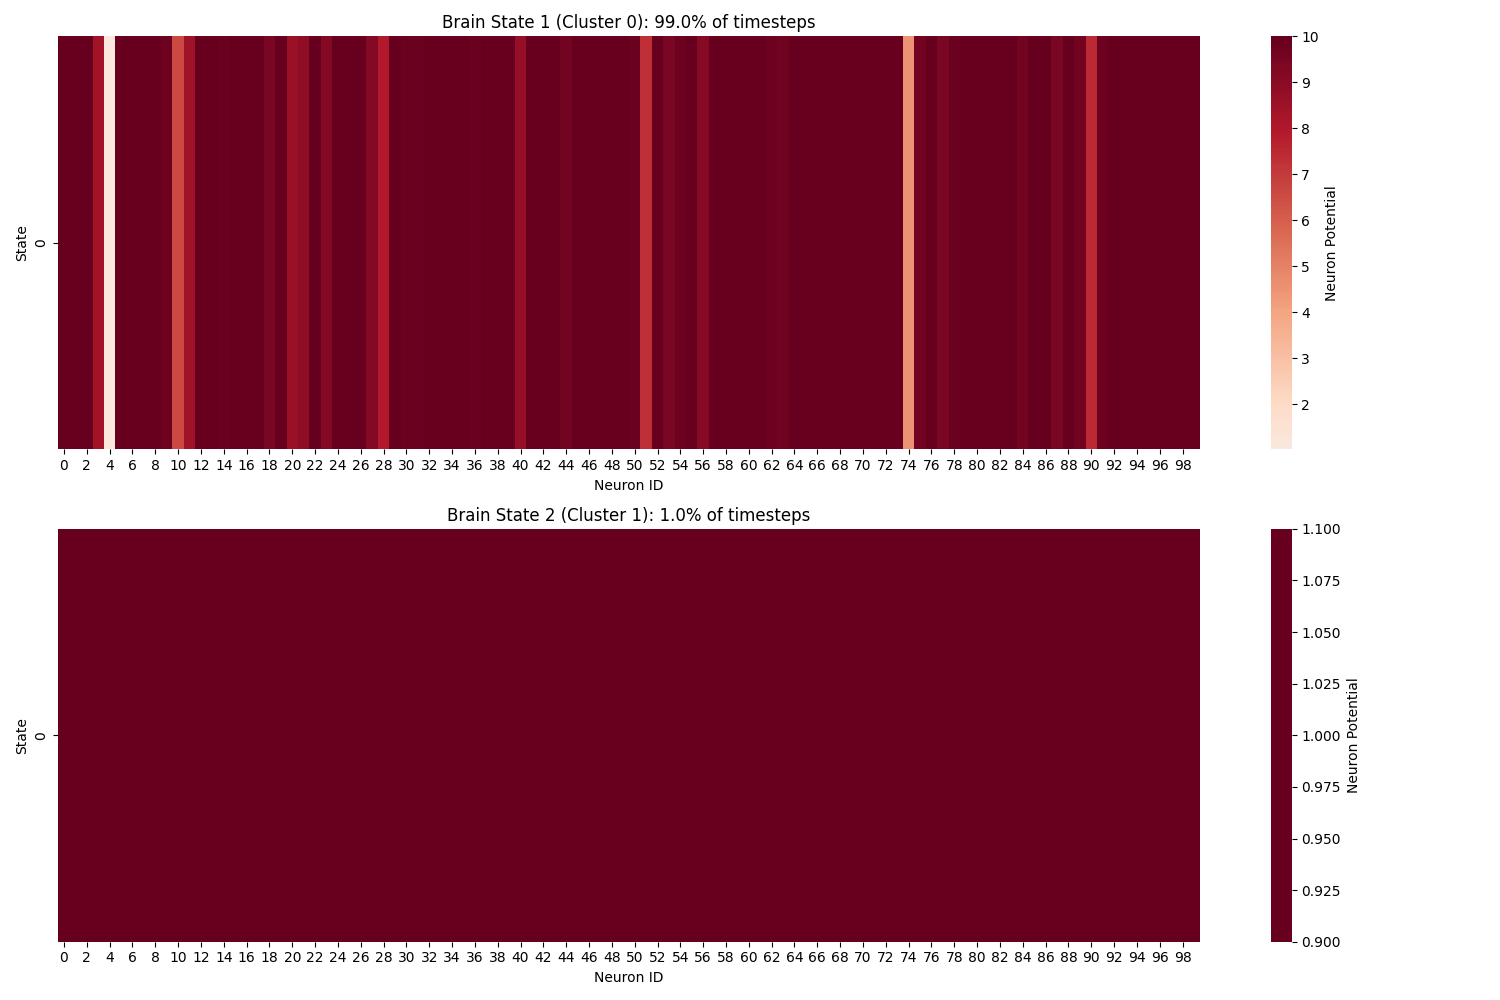 Brain State 1 (Cluster 0): 99.0% of timesteps
State
0
0 2 4 6 8 10 12 14 16 18 20 22 24 26 28 30 32 34 36 38 40 42 44 46 48 50 52 54 56 58 60 62 64 66 68 70 72 74 76 78 80 82 84 86 88 90 92 94 96 98
Neuron ID
10
9
8
7
6
5
4
3
2
Neuron Potential
Brain State 2 (Cluster 1): 1.0% of timesteps
State
0
0 2 4 6 8 10 12 14 16 18 20 22 24 26 28 30 32 34 36 38 40 42 44 46 48 50 52 54 56 58 60 62 64 66 68 70 72 74 76 78 80 82 84 86 88 90 92 94 96 98
Neuron ID
1.100
1.075
1.050
1.025
1.000
0.975
0.950
0.925
0.900
Neuron Potential